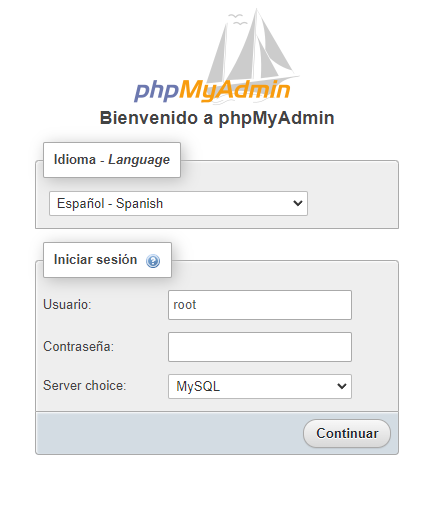 phpMyAdmin
Bienvenido a phpMyAdmin
Idioma - Language
Español - Spanish
Iniciar sesión
Usuario: root
Contraseña:
Server choice: MySQL
Continuar